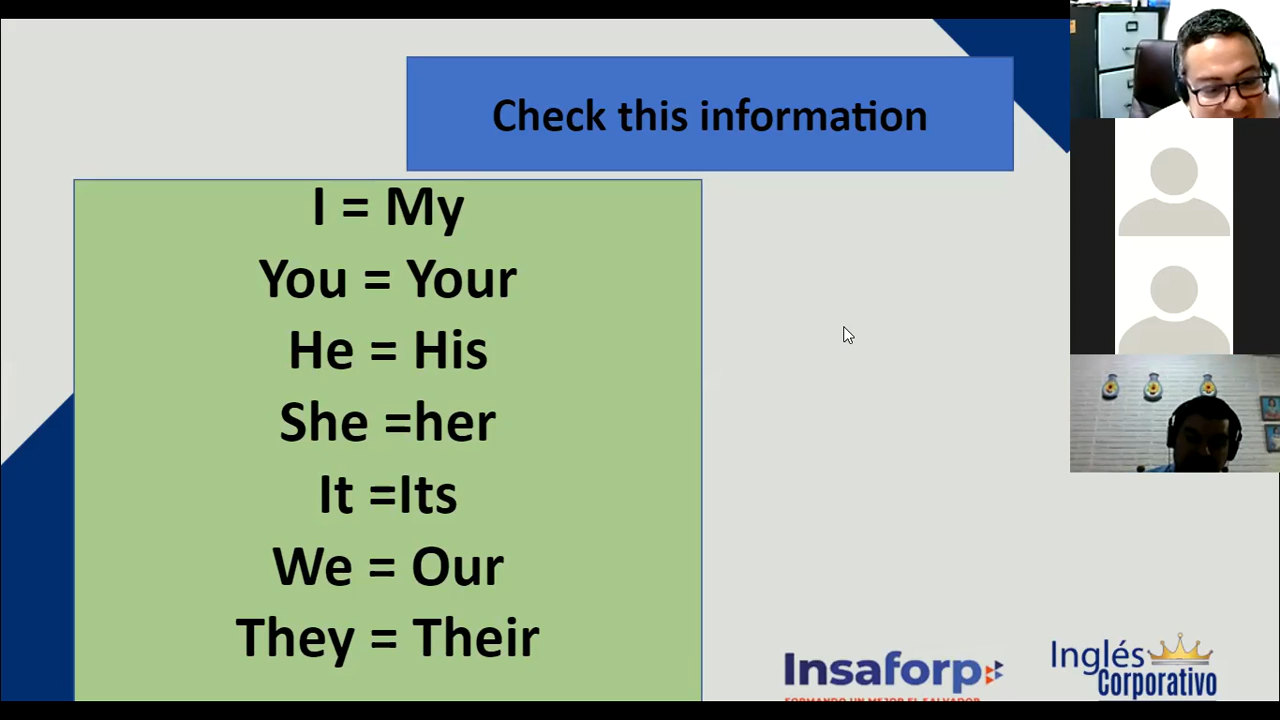 Check this information
I = My
You = Your
He = His
She =her
It =Its
We = Our
They = Their
Insaforp
FORMANDO UN MEJOR EL SALVADOR
Inglés
Corporativo